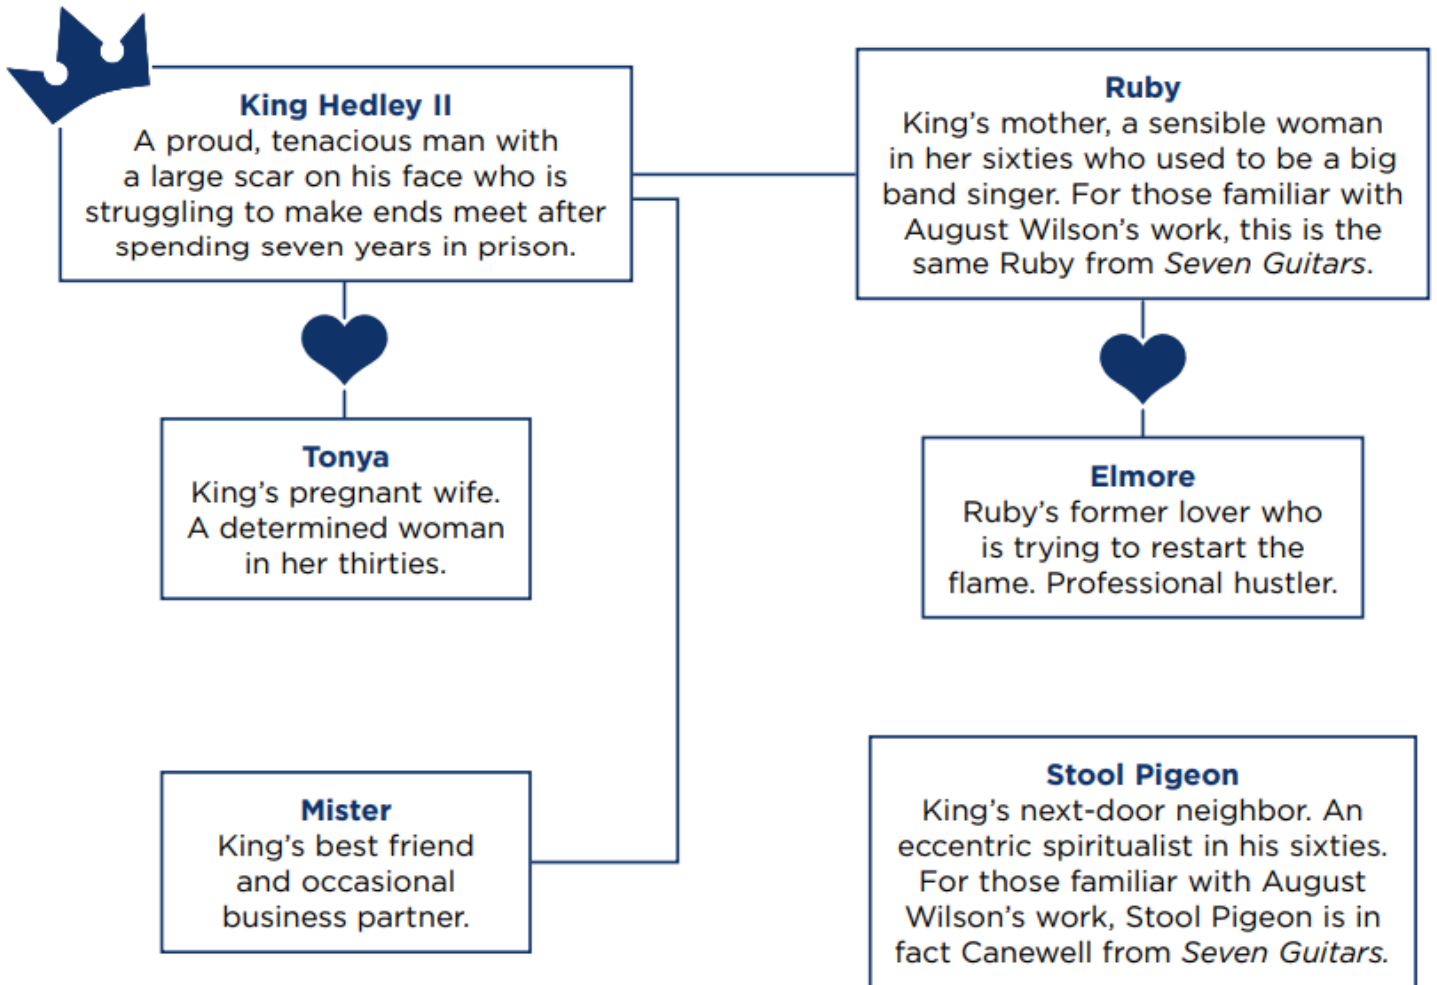 King Hedley II
A proud, tenacious man with
a large scar on his face who is
struggling to make ends meet after
spending seven years in prison.
Ruby
King’s mother, a sensible woman
in her sixties who used to be a big
band singer. For those familiar with
August Wilson’s work, this is the
same Ruby from Seven Guitars.
Tonya
King’s pregnant wife.
A determined woman
in her thirties.
Elmore
Ruby’s former lover who
is trying to restart the
flame. Professional hustler.
Mister
King’s best friend
and occasional
business partner.
Stool Pigeon
King’s next-door neighbor. An
eccentric spiritualist in his sixties.
For those familiar with August
Wilson’s work, Stool Pigeon is in
fact Canewell from Seven Guitars.